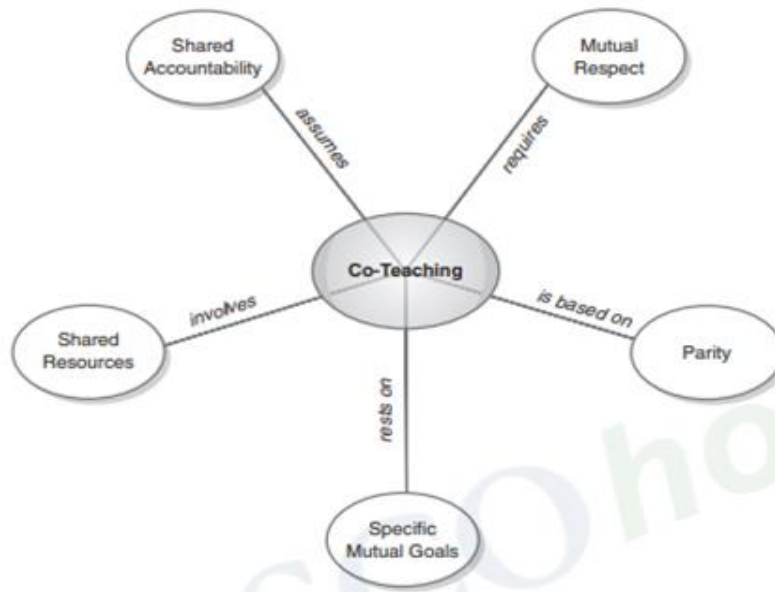 Shared
Accountability
Mutual
Respect
assumes
requires
Co-Teaching
involves
is based on
Shared
Resources
Parity
rests on
Specific
Mutual Goals